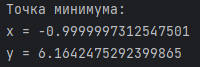 Точка минимума:
x = -0.9999997312547501
y = 6.1642475292399865